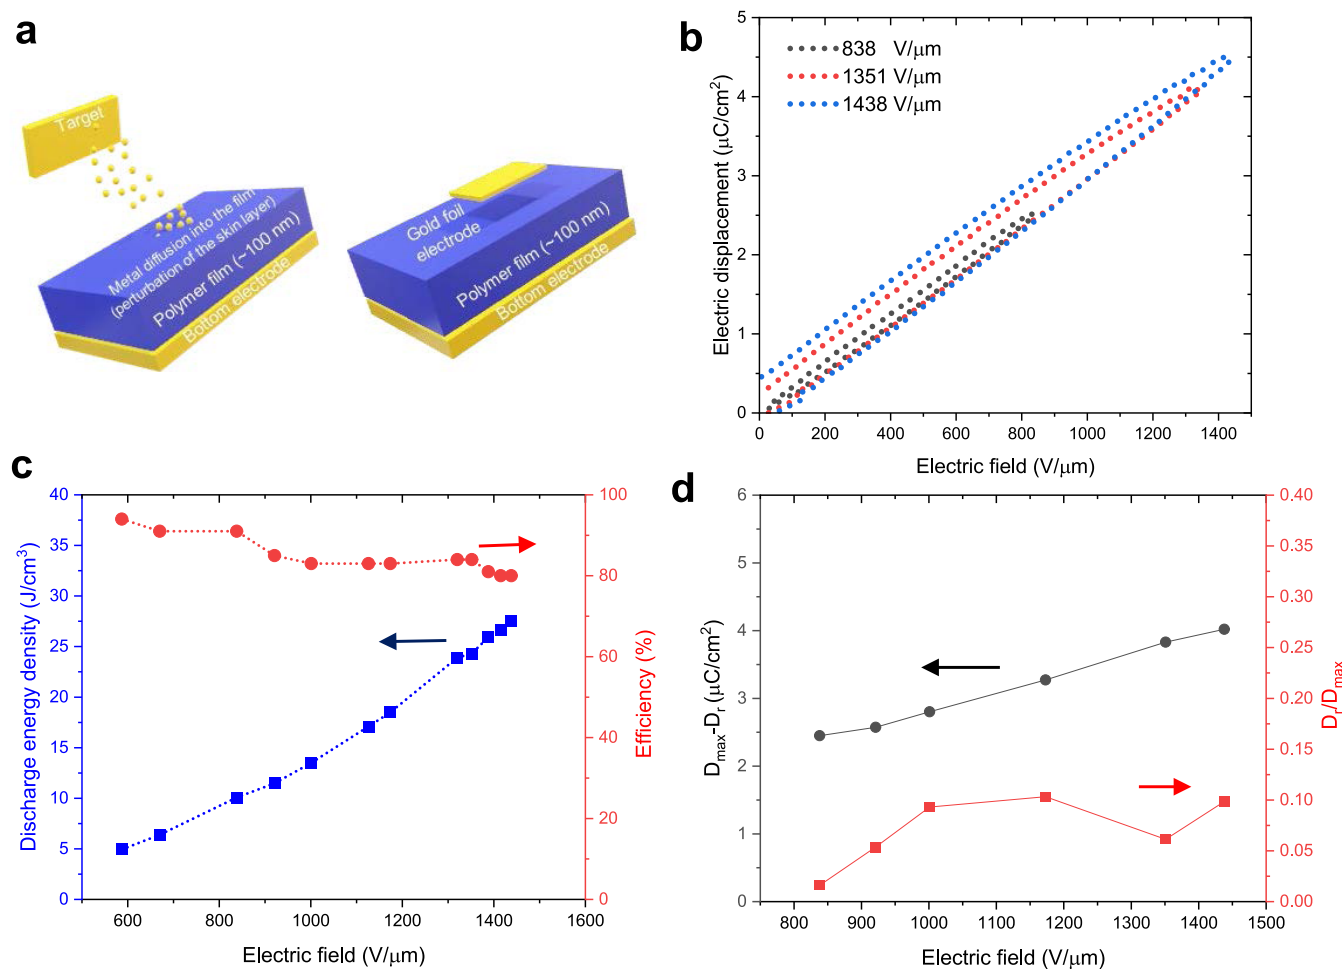 a
Target
Metal diffusion into the film
(perturbation of the skin layer)
Polymer film (~100 nm)
Bottom electrode
Gold foil
electrode
Polymer film (~100 nm)
Bottom electrode
b
838 V/μm
1351 V/μm
1438 V/μm
Electric displacement (μC/cm²)
5
4
3
2
1
0
0 200 400 600 800 1000 1200 1400
Electric field (V/μm)
c
Discharge energy density (J/cm³)
40
35
30
25
20
15
10
5
0
100
80
60
40
20
0
Efficiency (%)
600 800 1000 1200 1400 1600
Electric field (V/μm)
d
D_max-D_r (μC/cm²)
6
5
4
3
2
1
0
0.40
0.35
0.30
0.25
0.20
0.15
0.10
0.05
0.00
D_r/D_max
800 900 1000 1100 1200 1300 1400 1500
Electric field (V/μm)